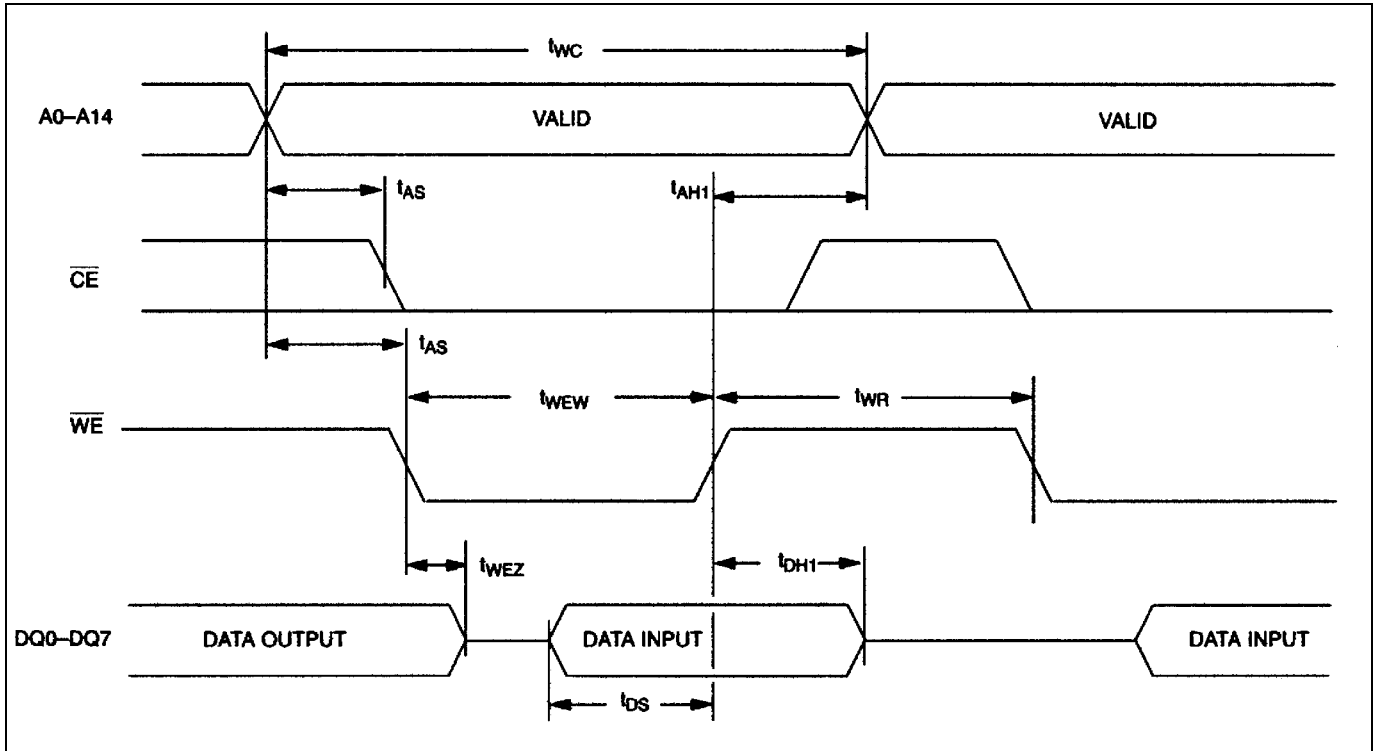 tWC
A0–A14 VALID VALID
tAS tAH1
CE
tAS
tWEW tWR
WE
tWEZ tDH1
DQ0–DQ7 DATA OUTPUT DATA INPUT DATA INPUT
tDS